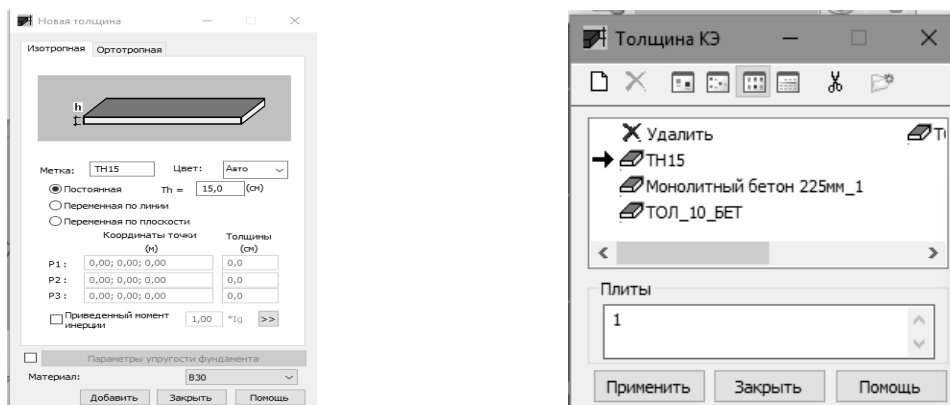 Новая толщина
Изотропная Ортотропная
h
Метка: TH15 Цвет: Авто
Постоянная Th = 15,0 (см)
Переменная по линии
Переменная по плоскости
Координаты точки Толщины
(м) (см)
P1 : 0,00; 0,00; 0,00 0,0
P2 : 0,00; 0,00; 0,00 0,0
P3 : 0,00; 0,00; 0,00 0,0
Приведенный момент инерции 1,00 *Ig >>
Параметры упругости фундамента
Материал: B30
Добавить Закрыть Помощь
Толщина КЭ
Удалить
TH15
Монолитный бетон 225мм_1
ТОЛ_10_БЕТ
Плиты
1
Применить Закрыть Помощь